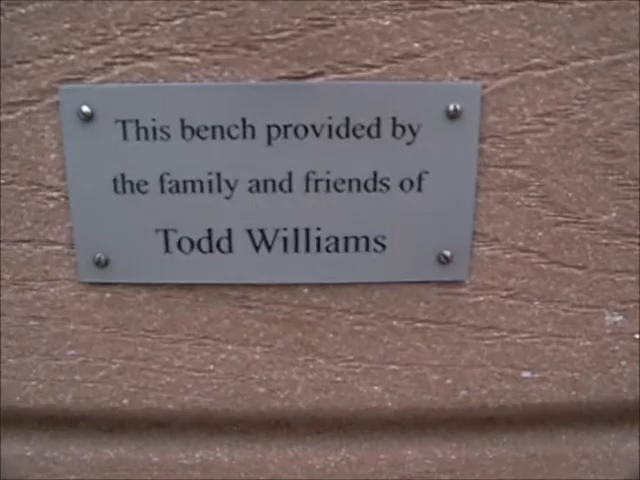 This bench provided by
the family and friends of
Todd Williams